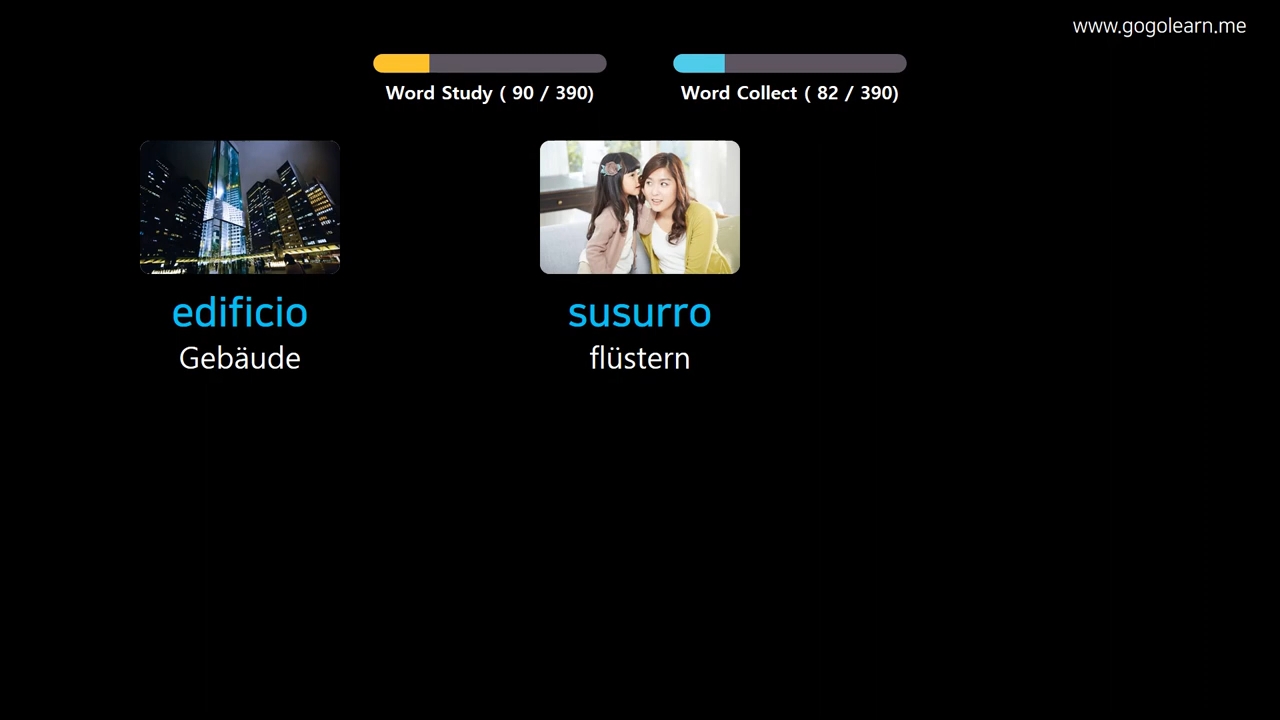 www.gogolearn.me
Word Study ( 90 / 390)
Word Collect ( 82 / 390)
edificio
Gebäude
susurro
flüstern